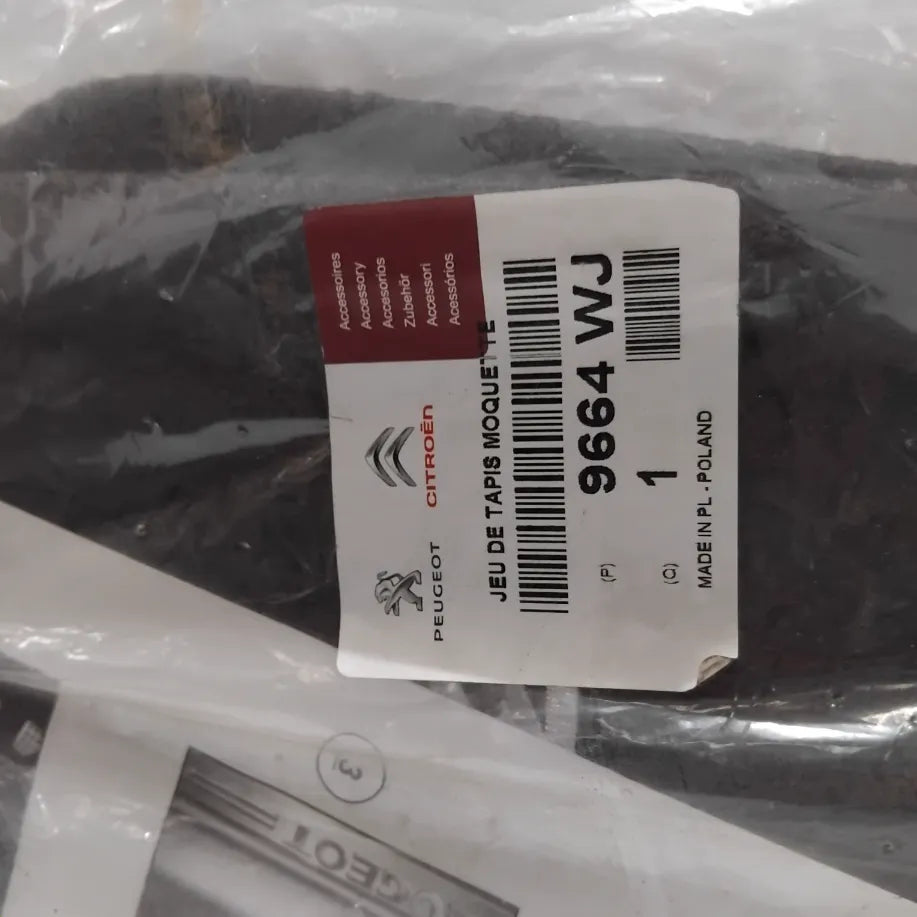 PEUGEOT
CITROËN
Accessoires
Accessory
Accesorios
Zubehör
Accessori
Acessórios
JEU DE TAPIS MOQUETTE
(P) 9664 WJ
(Q) 1
MADE IN PL - POLAND
3
UGEOT